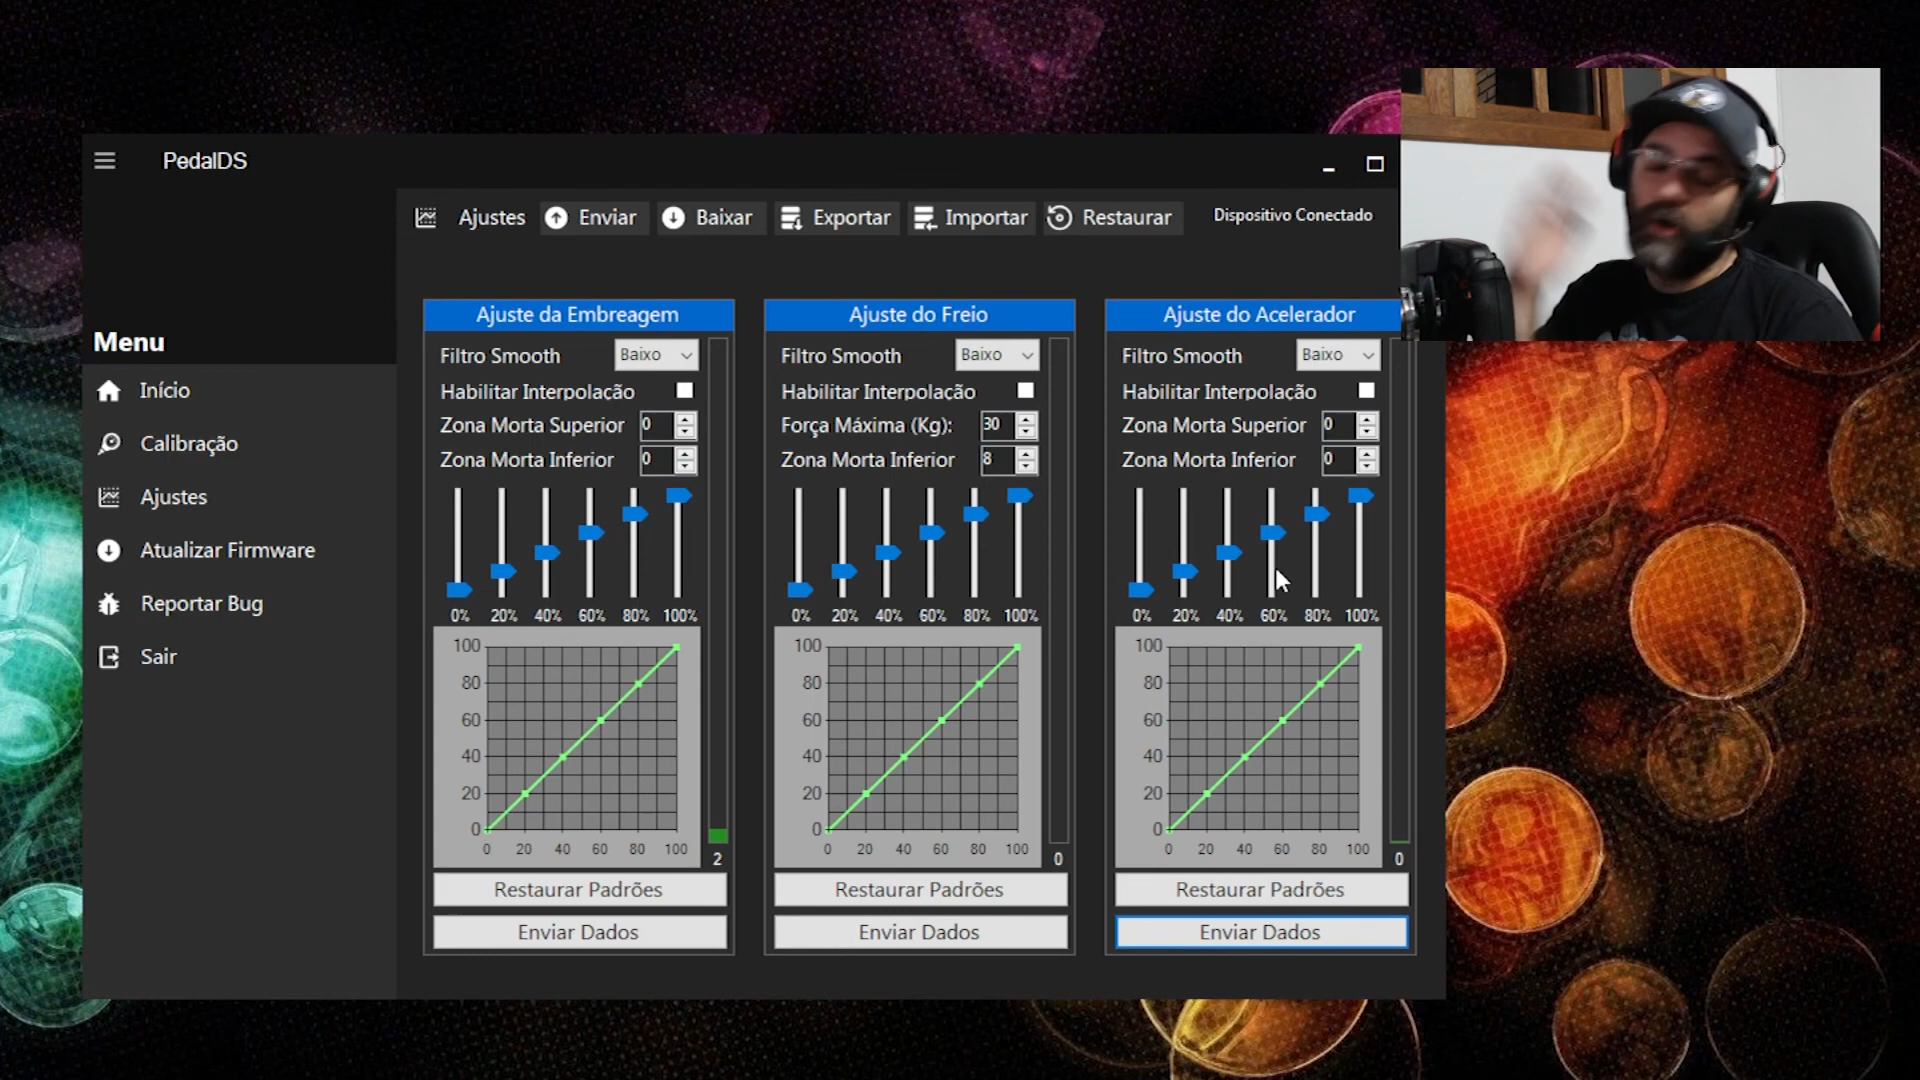 PedalDS
Ajustes Enviar Baixar Exportar Importar Restaurar Dispositivo Conectado
Menu
Início
Calibração
Ajustes
Atualizar Firmware
Reportar Bug
Sair
Ajuste da Embreagem
Filtro Smooth Baixo
Habilitar Interpolação
Zona Morta Superior 0
Zona Morta Inferior 0
0% 20% 40% 60% 80% 100%
100
80
60
40
20
0
0 20 40 60 80 100
2
Restaurar Padrões
Enviar Dados
Ajuste do Freio
Filtro Smooth Baixo
Habilitar Interpolação
Força Máxima (Kg): 30
Zona Morta Inferior 8
0% 20% 40% 60% 80% 100%
100
80
60
40
20
0
0 20 40 60 80 100
0
Restaurar Padrões
Enviar Dados
Ajuste do Acelerador
Filtro Smooth Baixo
Habilitar Interpolação
Zona Morta Superior 0
Zona Morta Inferior 0
0% 20% 40% 60% 80% 100%
100
80
60
40
20
0
0 20 40 60 80 100
0
Restaurar Padrões
Enviar Dados